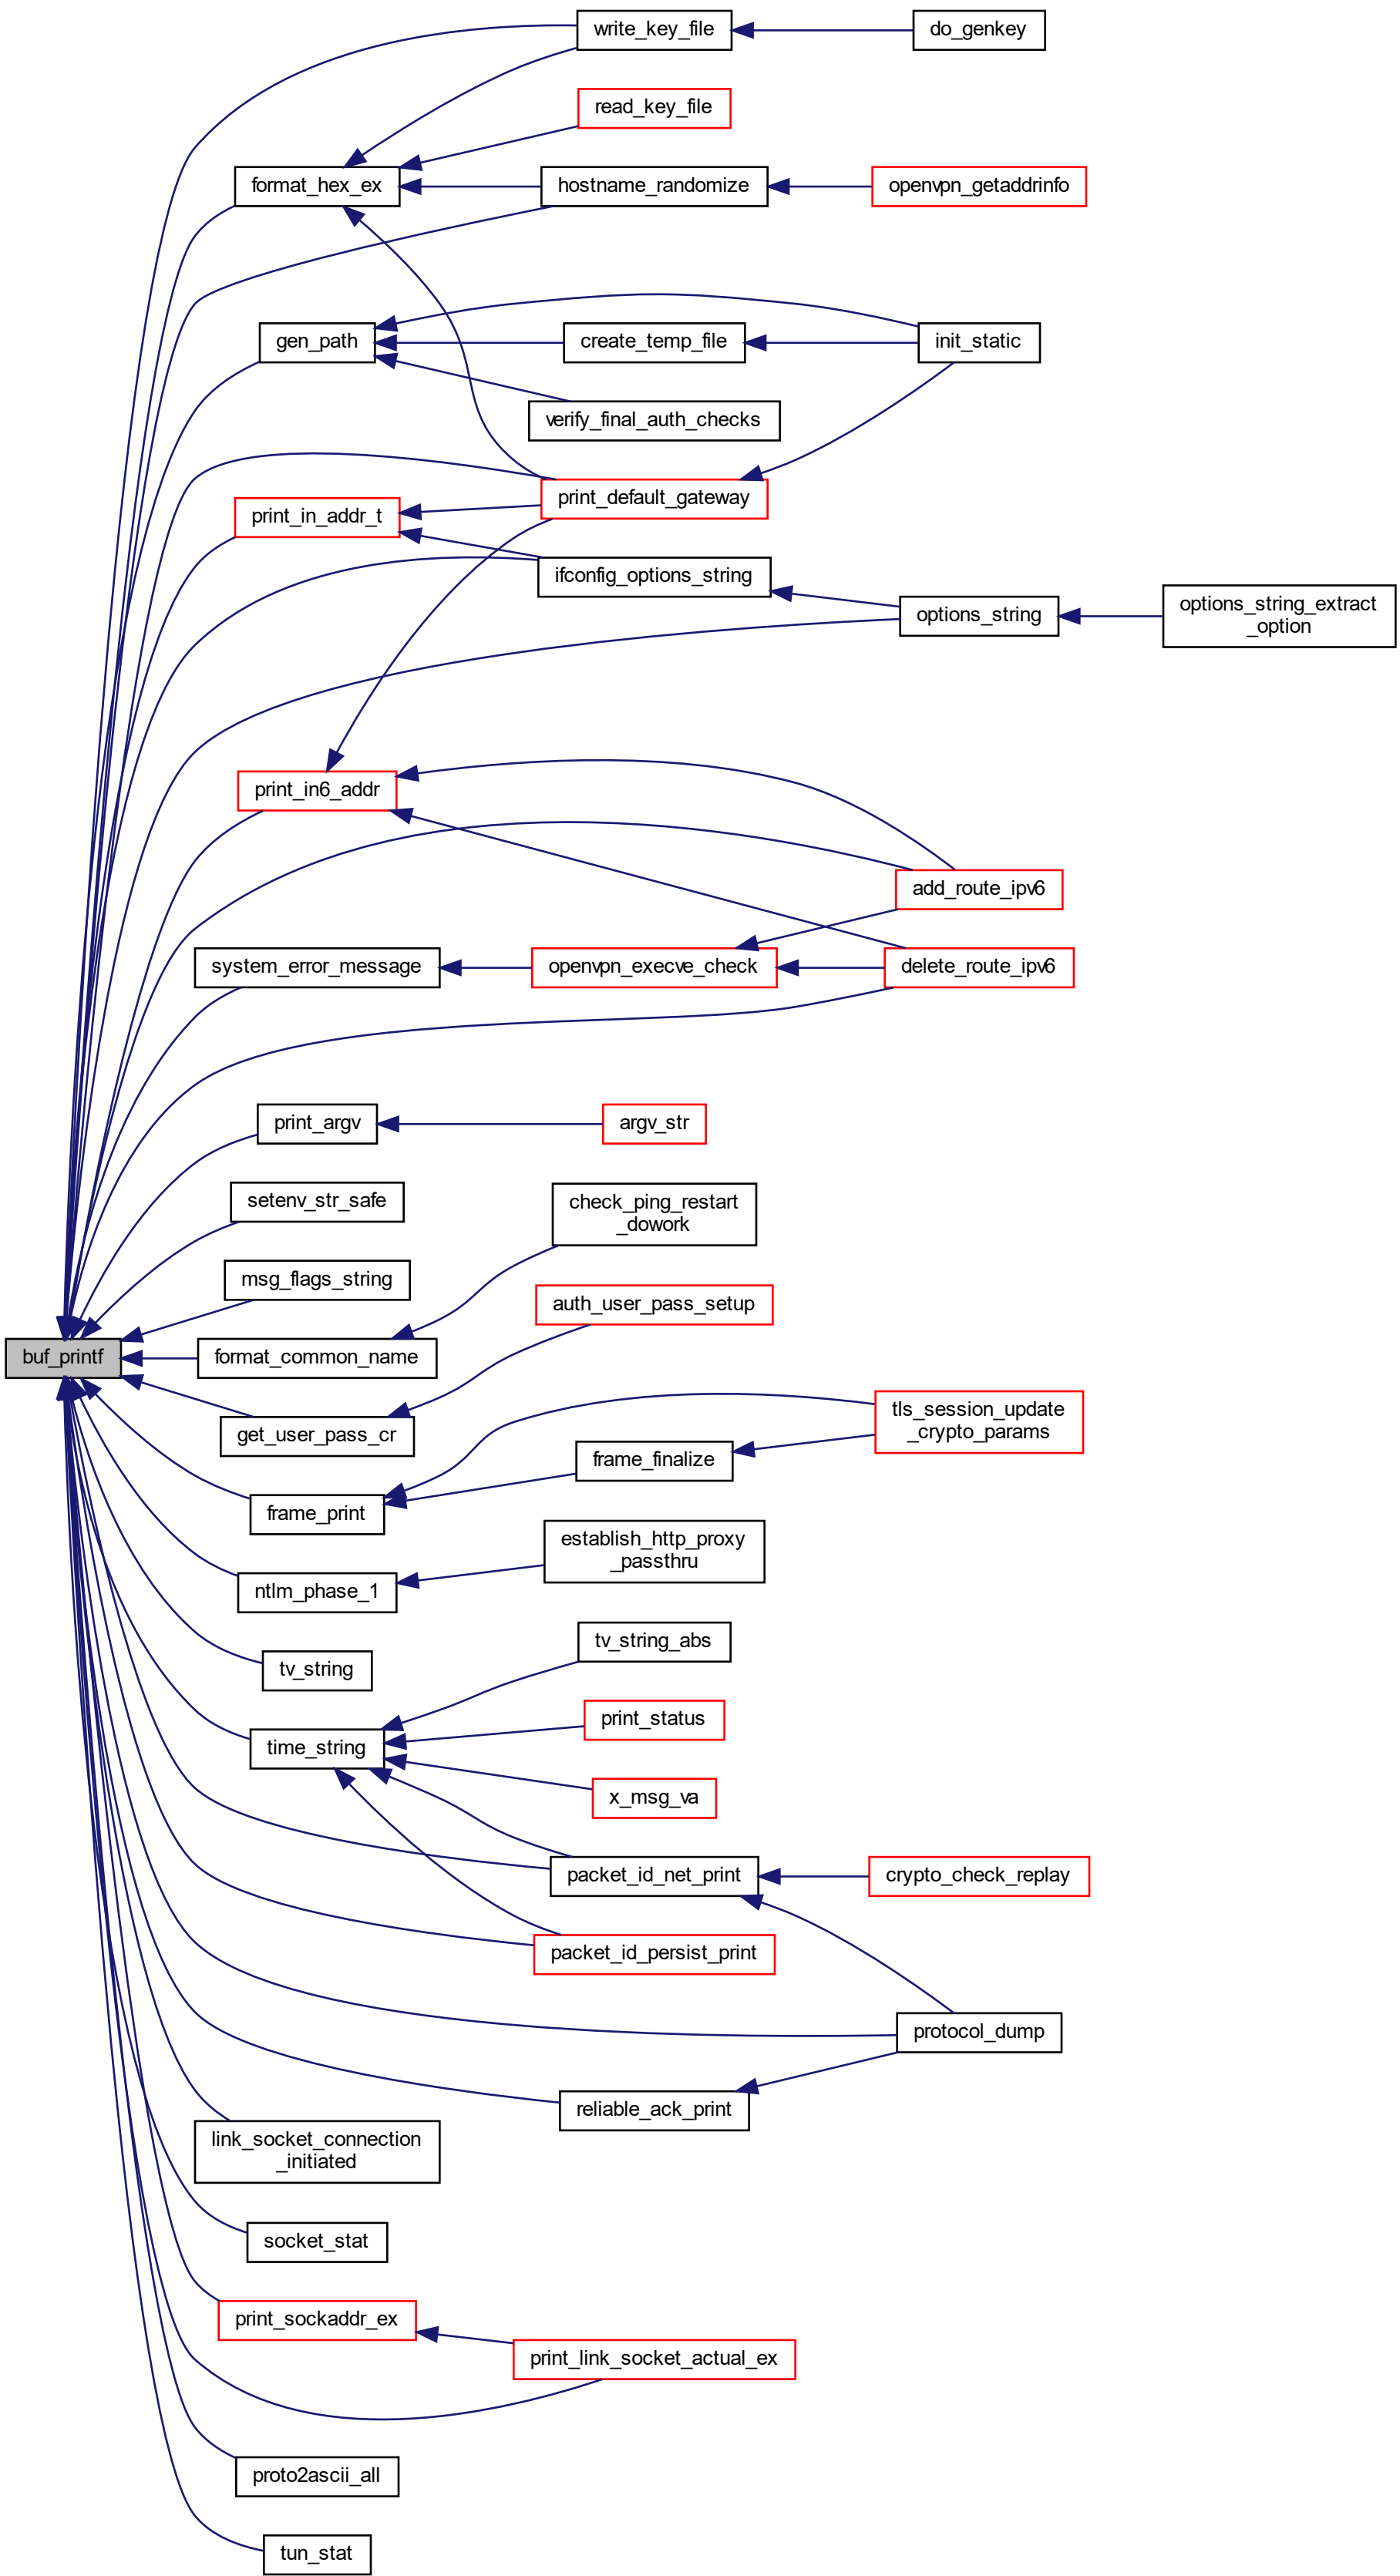 write_key_file
do_genkey
read_key_file
format_hex_ex
hostname_randomize
openvpn_getaddrinfo
gen_path
create_temp_file
init_static
verify_final_auth_checks
print_default_gateway
print_in_addr_t
ifconfig_options_string
options_string
options_string_extract
_option
print_in6_addr
add_route_ipv6
system_error_message
openvpn_execve_check
delete_route_ipv6
print_argv
argv_str
setenv_str_safe
check_ping_restart
_dowork
msg_flags_string
auth_user_pass_setup
buf_printf
format_common_name
get_user_pass_cr
tls_session_update
_crypto_params
frame_finalize
frame_print
establish_http_proxy
_passthru
ntlm_phase_1
tv_string_abs
tv_string
print_status
time_string
x_msg_va
packet_id_net_print
crypto_check_replay
packet_id_persist_print
protocol_dump
reliable_ack_print
link_socket_connection
_initiated
socket_stat
print_sockaddr_ex
print_link_socket_actual_ex
proto2ascii_all
tun_stat